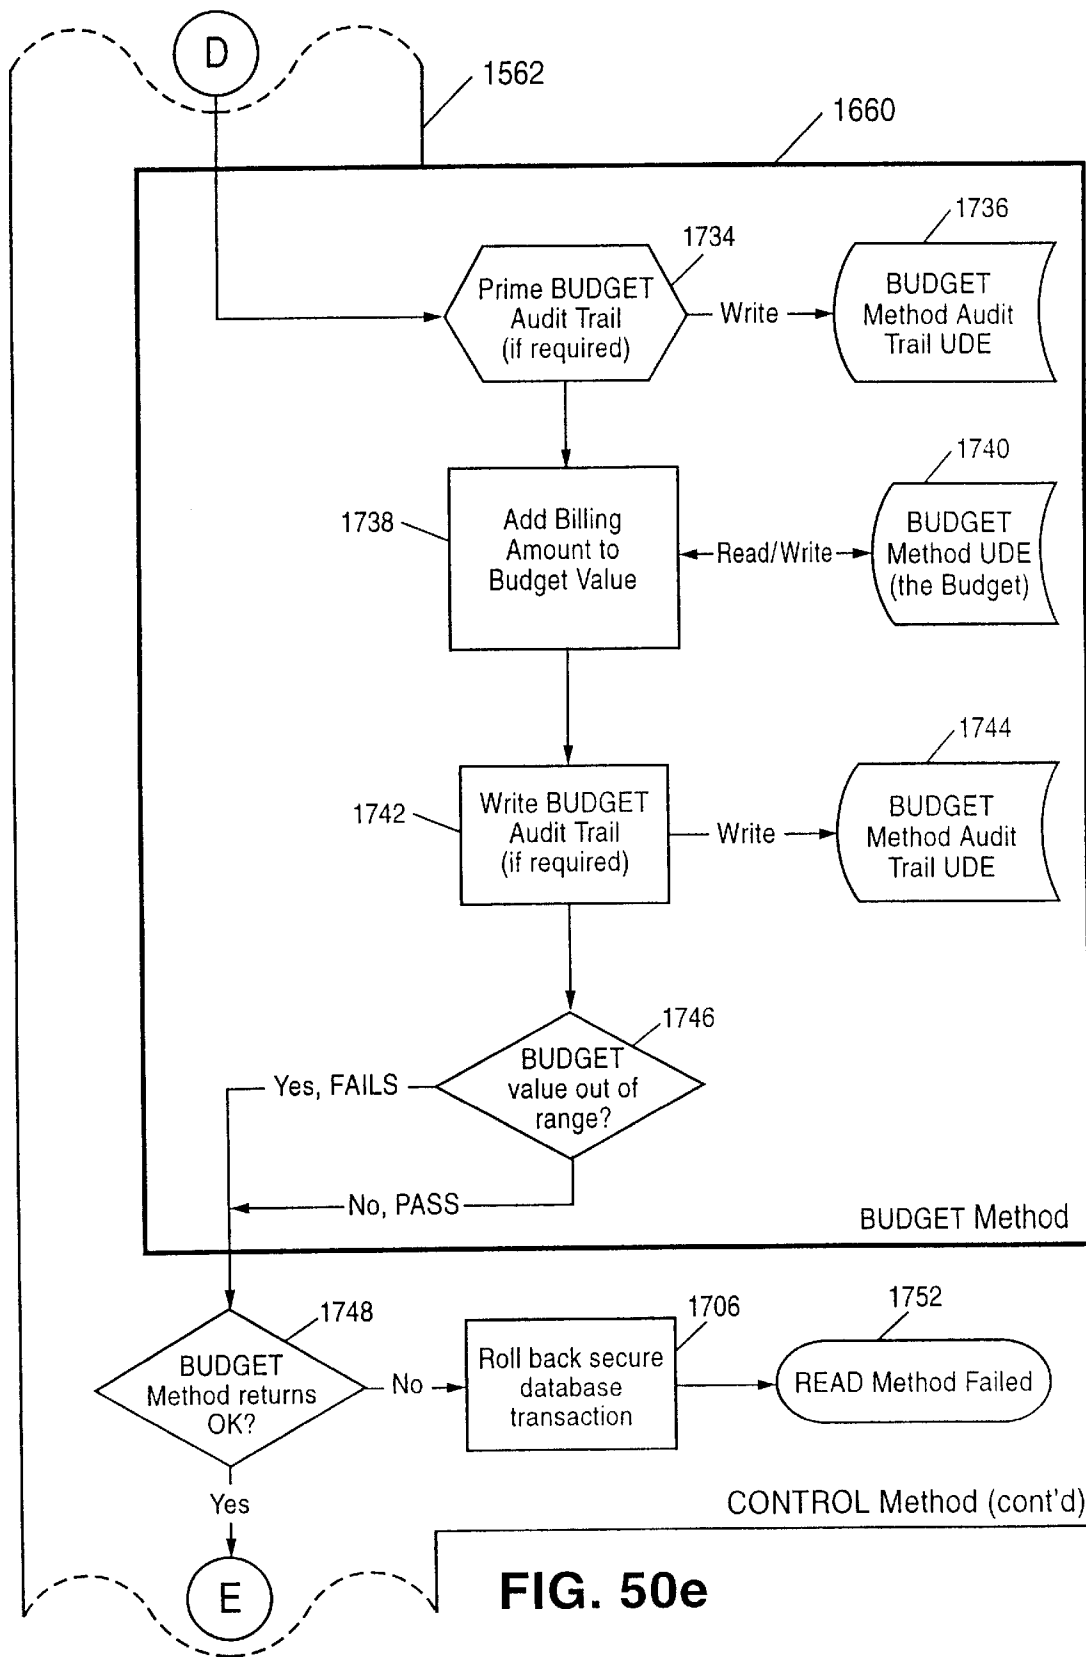 D
1562
1660
1734
1736
Prime BUDGET
Audit Trail
(if required)
Write
BUDGET
Method Audit
Trail UDE
1740
1738
Add Billing
Amount to
Budget Value
Read/Write
BUDGET
Method UDE
(the Budget)
1744
1742
Write BUDGET
Audit Trail
(if required)
Write
BUDGET
Method Audit
Trail UDE
1746
BUDGET
value out of
range?
Yes, FAILS
No, PASS
BUDGET Method
1748
1706
1752
BUDGET
Method returns
OK?
No
Roll back secure
database
transaction
READ Method Failed
Yes
CONTROL Method (cont'd)
E
FIG. 50e